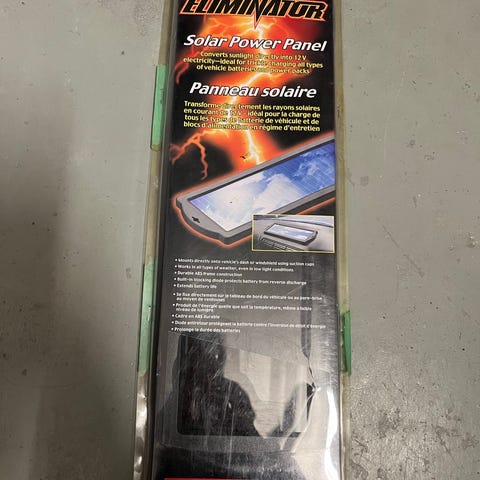 ELIMINATOR
Solar Power Panel
Converts sunlight directly into 12 V
electricity—ideal for trickle charging all types
of vehicle batteries and power packs
Panneau solaire
Transforme directement les rayons solaires
en courant de 12 V - idéal pour la charge de
tous les types de batterie de véhicule et de
blocs d'alimentation en régime d'entretien
• Mounts directly onto vehicle's dash or windshield using suction cups
• Works in all types of weather, even in low light conditions
• Durable ABS frame construction
• Built-in blocking diode protects battery from reverse discharge
• Extends battery life
• Se fixe directement sur le tableau de bord du véhicule ou au pare-brise
au moyen de ventouses
• Produit de l'énergie quelle que soit la température, même à faible
niveau de lumière
• Cadre en ABS durable
• Diode antiretour protégeant la batterie contre l'inversion de débit d'énergie
• Prolonge la durée des batteries